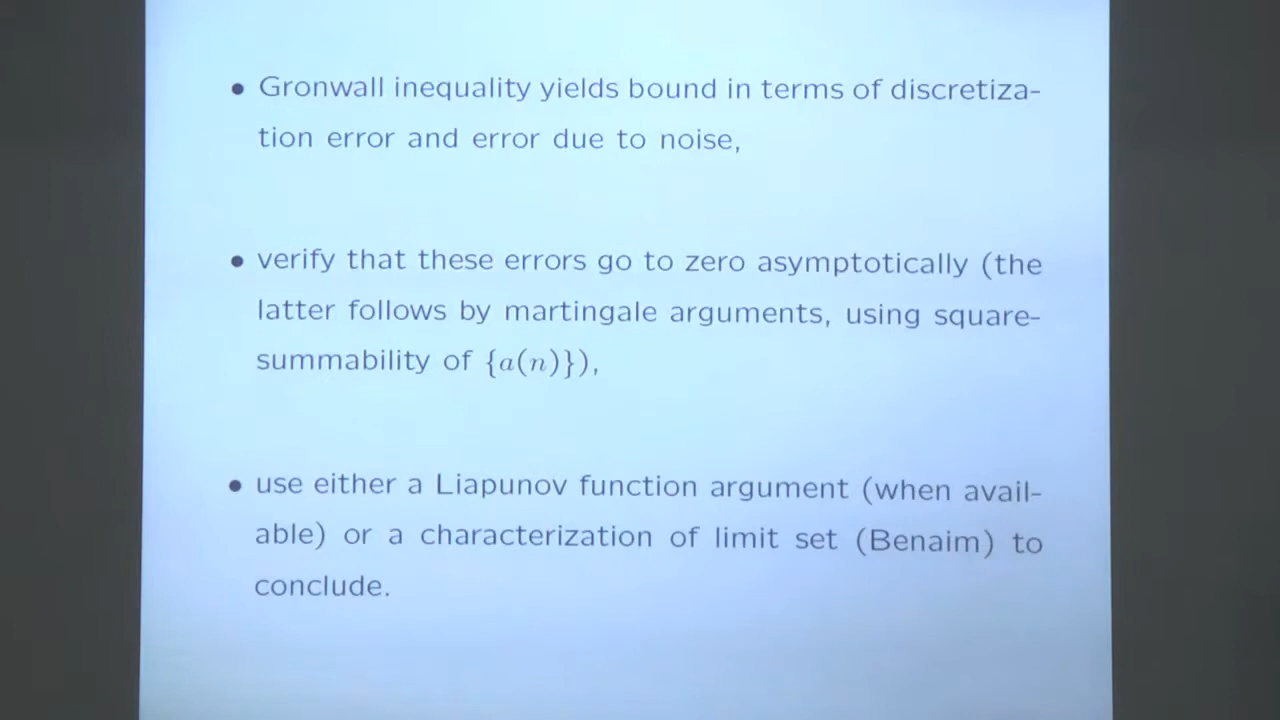 • Gronwall inequality yields bound in terms of discretiza-
tion error and error due to noise,
• verify that these errors go to zero asymptotically (the
latter follows by martingale arguments, using square-
summability of {a(n)}),
• use either a Liapunov function argument (when avail-
able) or a characterization of limit set (Benaim) to
conclude.